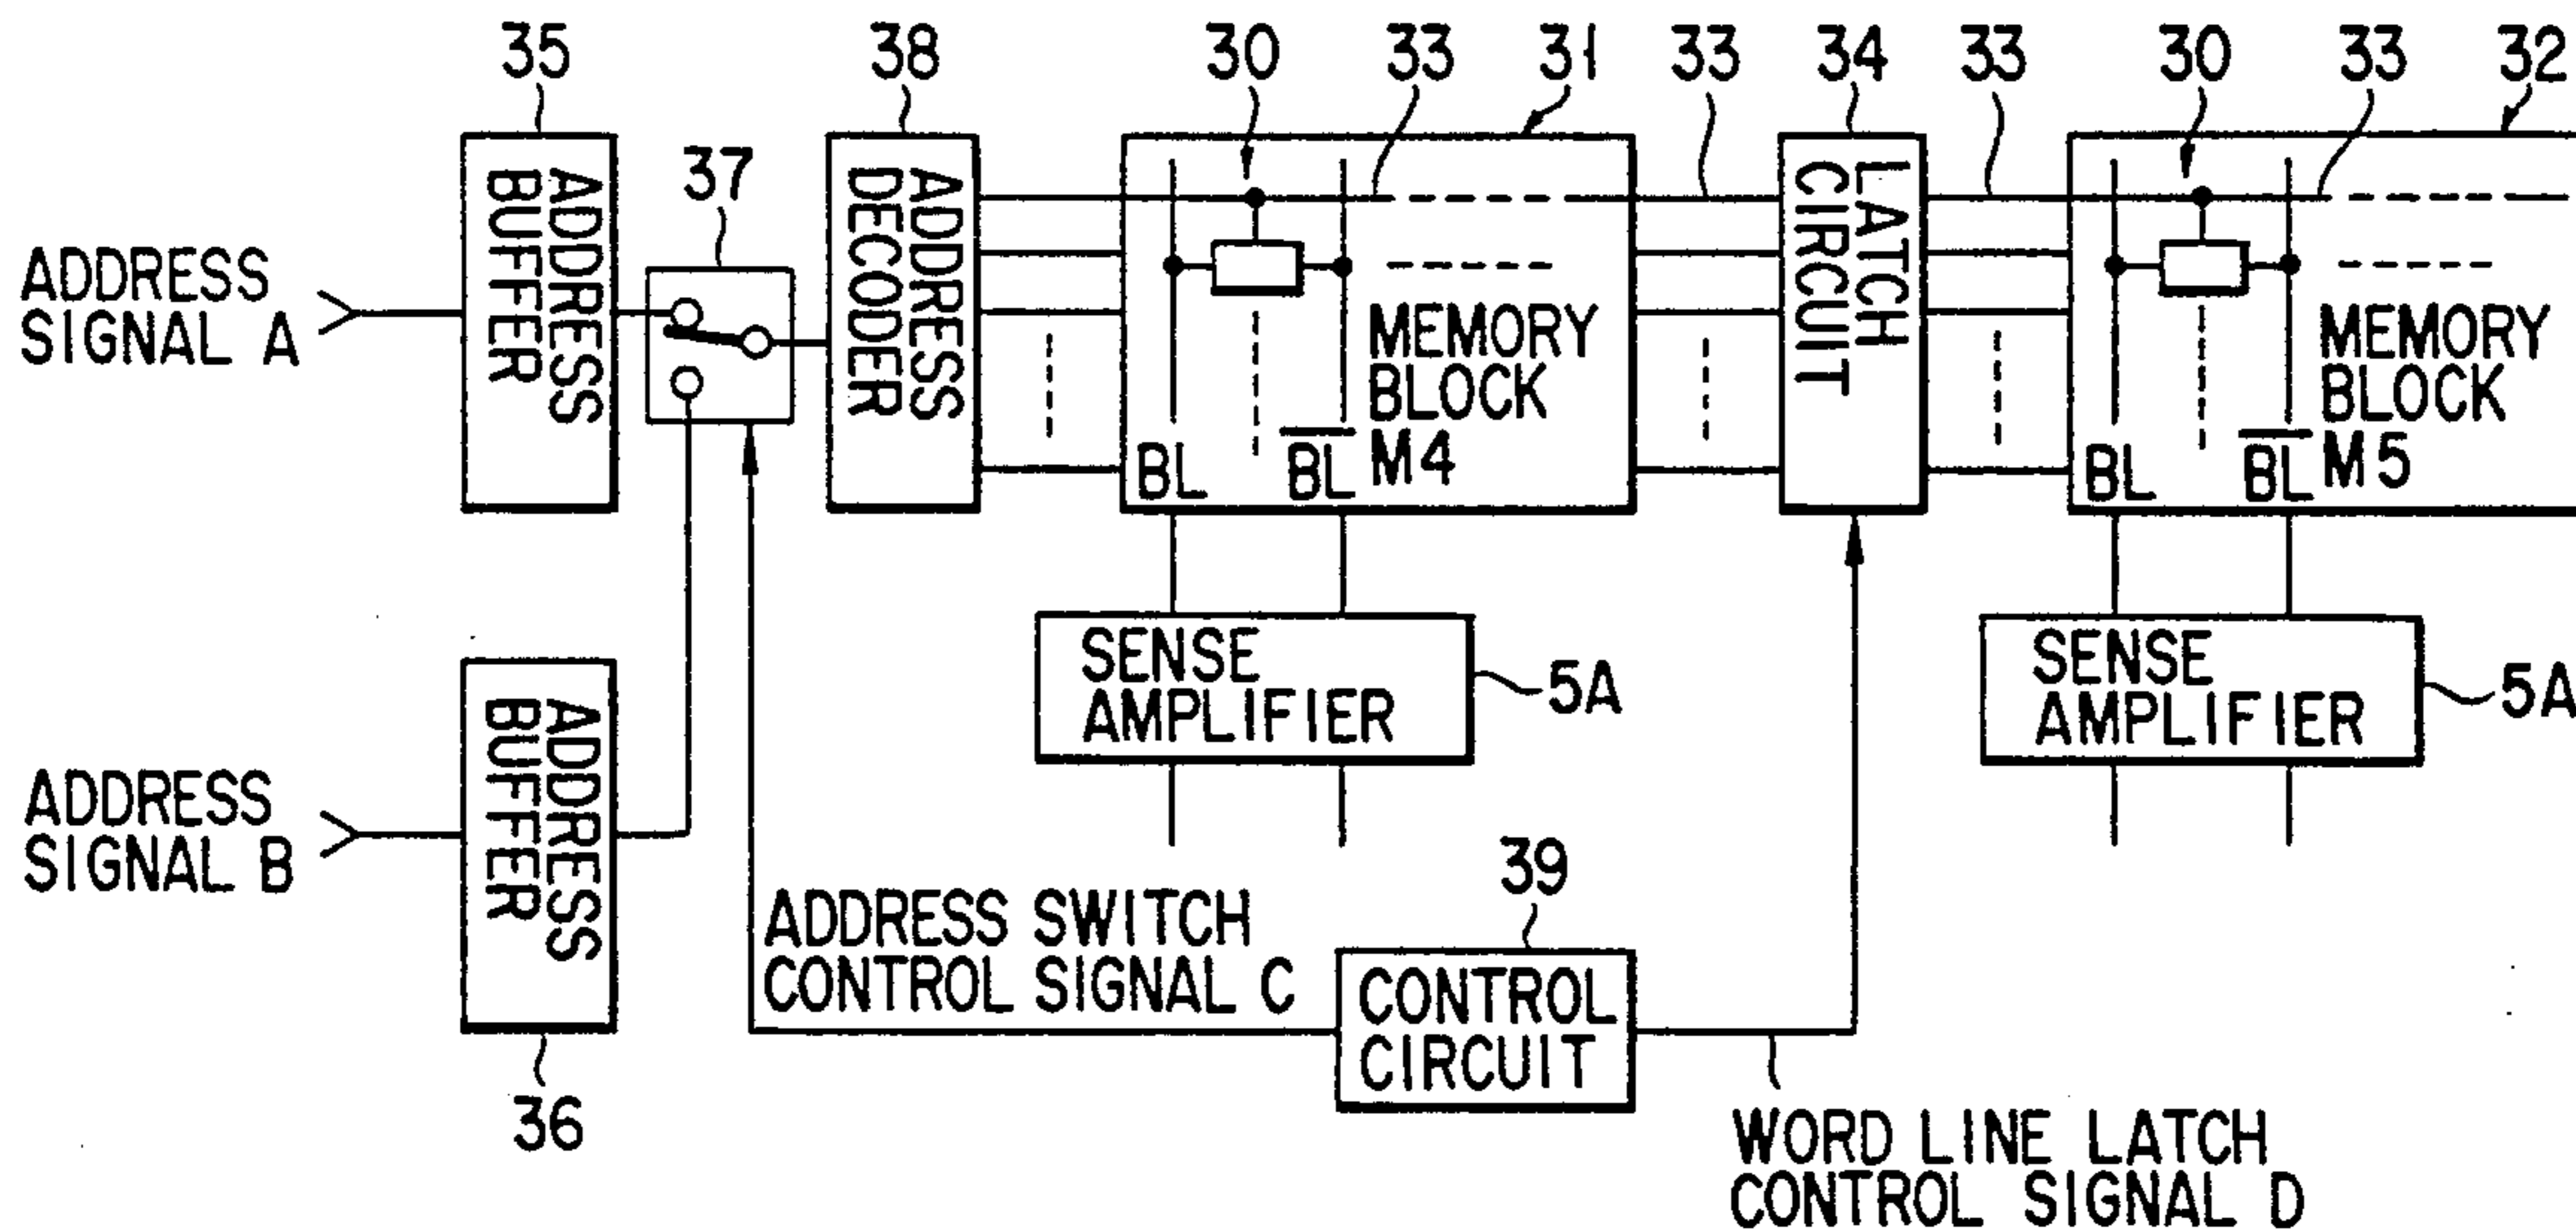 35
38
30
33
31
33
34
33
30
33
32
37
ADDRESS
SIGNAL A
ADDRESS
BUFFER
ADDRESS
DECODER
MEMORY
BLOCK
M4
BL
BL
LATCH
CIRCUIT
MEMORY
BLOCK
M5
BL
BL
SENSE
AMPLIFIER
5A
SENSE
AMPLIFIER
5A
ADDRESS
SIGNAL B
ADDRESS
BUFFER
36
ADDRESS SWITCH
CONTROL SIGNAL C
39
CONTROL
CIRCUIT
WORD LINE LATCH
CONTROL SIGNAL D